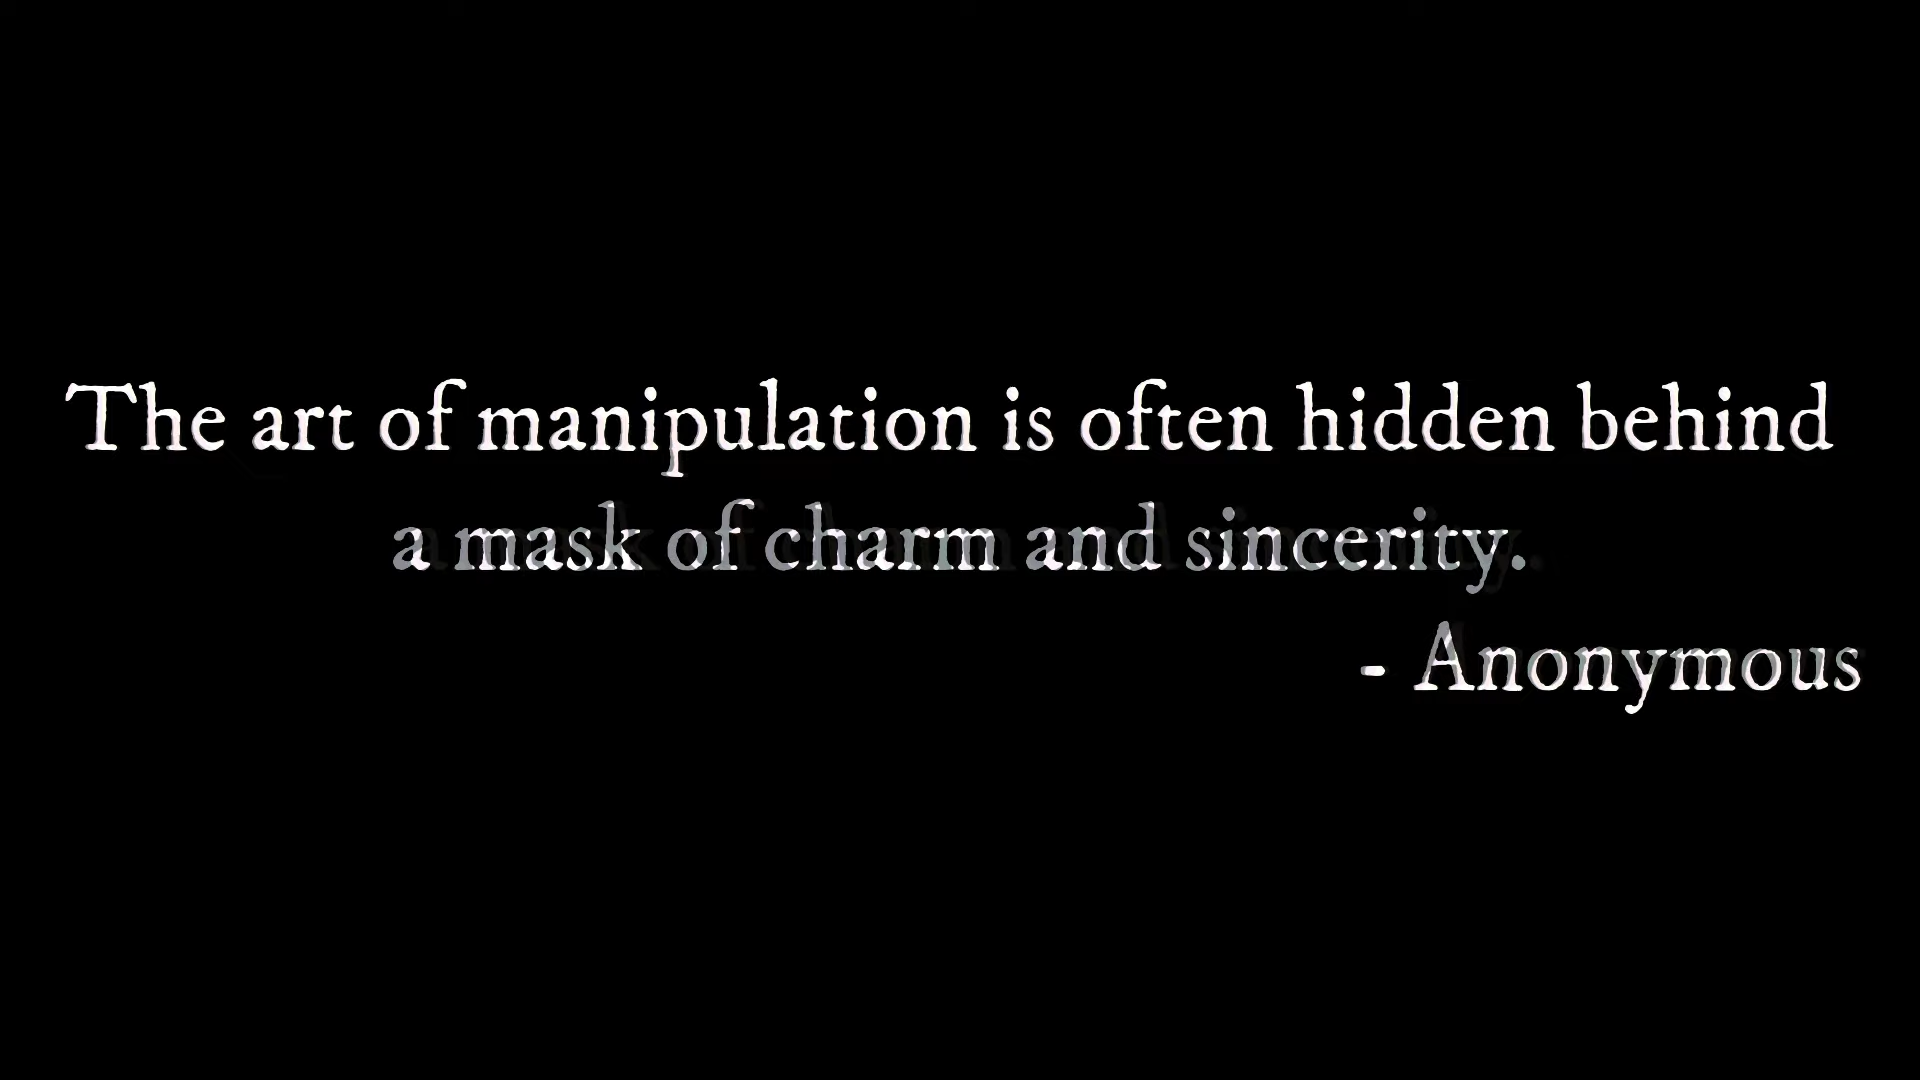 The art of manipulation is often hidden behind
a mask of charm and sincerity.
- Anonymous